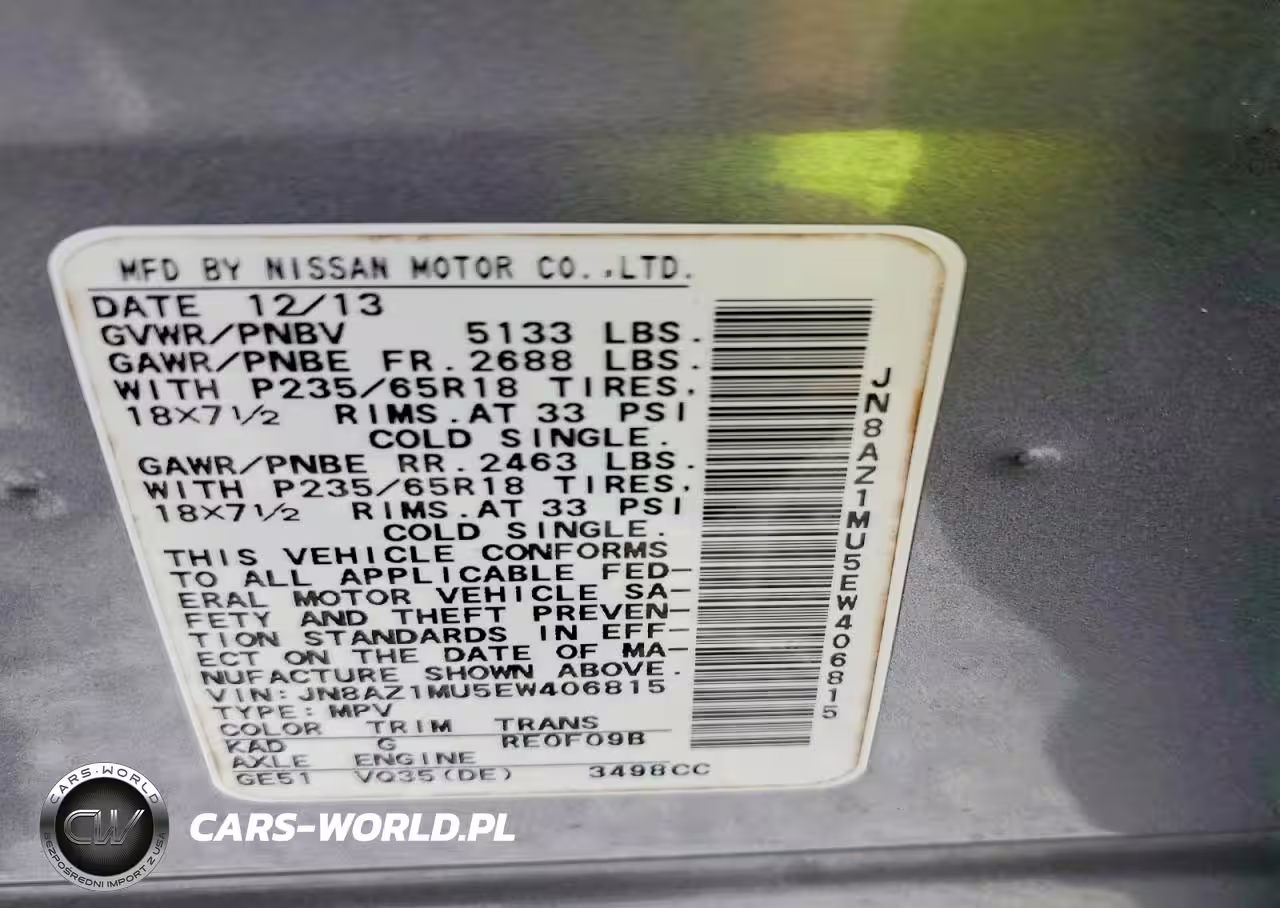 MFD BY NISSAN MOTOR CO.,LTD.
DATE 12/13
GVWR/PNBV 5133 LBS.
GAWR/PNBE FR.2688 LBS.
WITH P235/65R18 TIRES.
18X7½ RIMS.AT 33 PSI
COLD SINGLE.
GAWR/PNBE RR.2463 LBS.
WITH P235/65R18 TIRES.
18X7½ RIMS.AT 33 PSI
COLD SINGLE.
THIS VEHICLE CONFORMS
TO ALL APPLICABLE FED-
ERAL MOTOR VEHICLE SA-
FETY AND THEFT PREVEN-
TION STANDARDS IN EFF-
ECT ON THE DATE OF MA-
NUFACTURE SHOWN ABOVE.
VIN:JN8AZ1MU5EW406815
TYPE:MPV
COLOR TRIM TRANS
KAD G RE0F09B
AXLE ENGINE
GE51 VQ35(DE) 3498CC
JN8AZ1MU5EW406815
CARS-WORLD
CW
BEZPOŚREDNI IMPORT Z USA
CARS-WORLD.PL